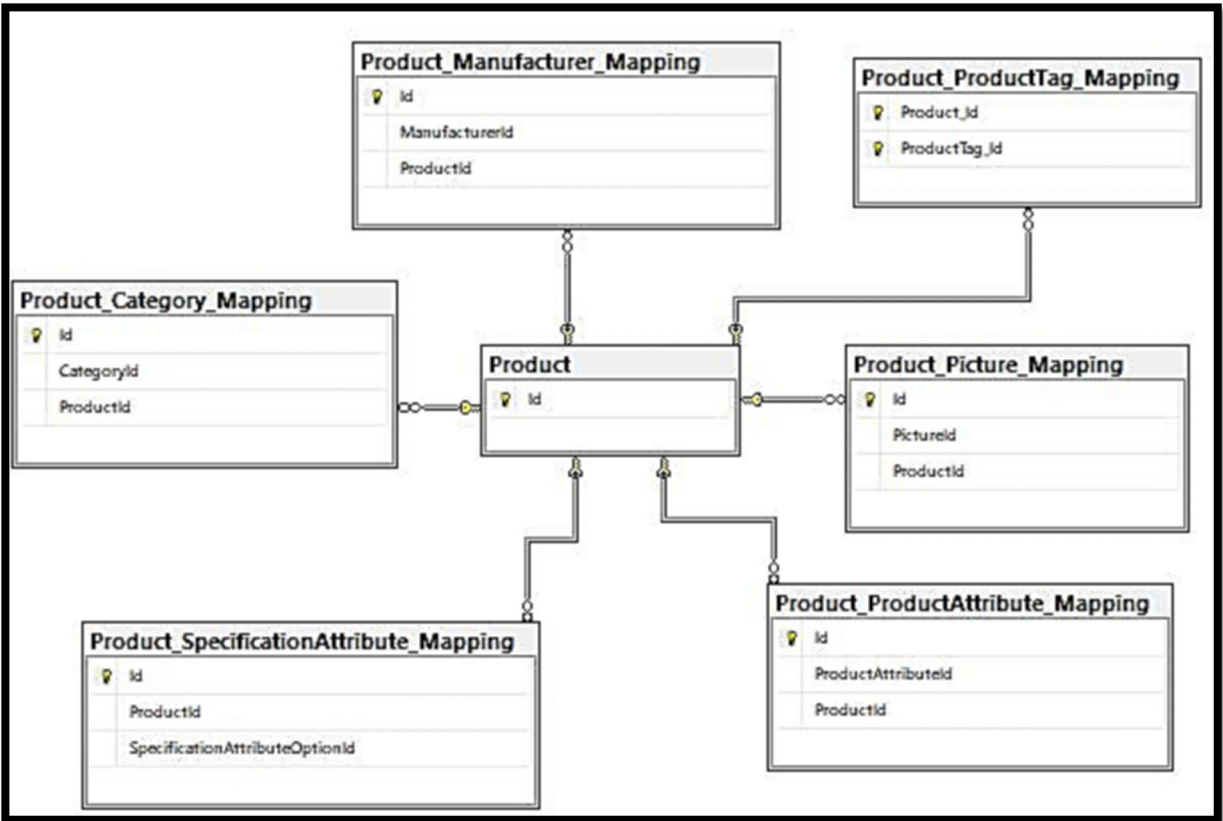 Product_Manufacturer_Mapping
Id
ManufacturerId
ProductId
Product_ProductTag_Mapping
Product_Id
ProductTag_Id
Product_Category_Mapping
Id
CategoryId
ProductId
Product
Id
Product_Picture_Mapping
Id
PictureId
ProductId
Product_SpecificationAttribute_Mapping
Id
ProductId
SpecificationAttributeOptionId
Product_ProductAttribute_Mapping
Id
ProductAttributeId
ProductId